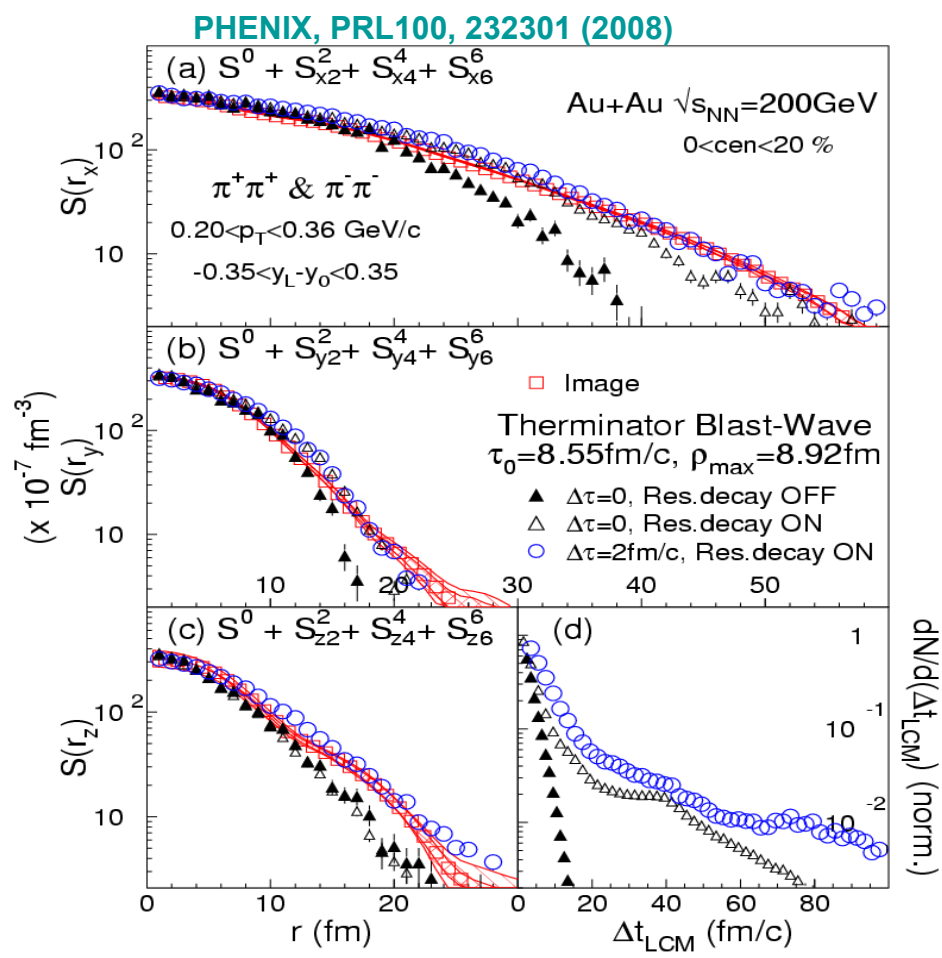 PHENIX, PRL100, 232301 (2008)
(a) S⁰ + S²ₓ₂+ S⁴ₓ₄+ S⁶ₓ₆
Au+Au √sNN=200GeV
0<cen<20 %
π⁺π⁺ & π⁻π⁻
0.20<pT<0.36 GeV/c
-0.35<yL-y0<0.35
S(rx)
10²
10
(b) S⁰ + S²y2+ S⁴y4+ S⁶y6
Image
Therminator Blast-Wave
τ₀=8.55fm/c, ρmax=8.92fm
Δτ=0, Res.decay OFF
Δτ=0, Res.decay ON
Δτ=2fm/c, Res.decay ON
(x 10⁻⁷ fm⁻³)
S(ry)
10²
10
10 20 30 40 50
(c) S⁰ + S²z2+ S⁴z4+ S⁶z6
S(rz)
10²
10
0 10 20
r (fm)
(d)
1
10⁻¹
10⁻²
dN/d(ΔtLCM) (norm.)
0 20 40 60 80
ΔtLCM (fm/c)